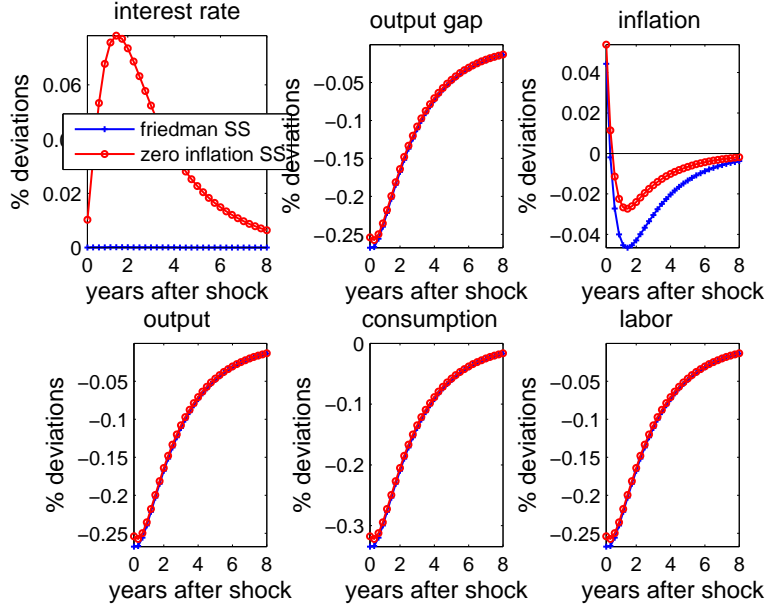 interest rate
output gap
inflation
% deviations
0.06
0.02
0
friedman SS
zero inflation SS
0 2 4 6 8
years after shock
% deviations
−0.05
−0.1
−0.15
−0.2
−0.25
0 2 4 6 8
years after shock
0.04
0.02
0
−0.02
−0.04
0 2 4 6 8
years after shock
output
consumption
labor
% deviations
−0.05
−0.1
−0.15
−0.2
−0.25
0 2 4 6 8
years after shock
% deviations
0
−0.1
−0.2
−0.3
0 2 4 6 8
years after shock
% deviations
−0.05
−0.1
−0.15
−0.2
−0.25
0 2 4 6 8
years after shock